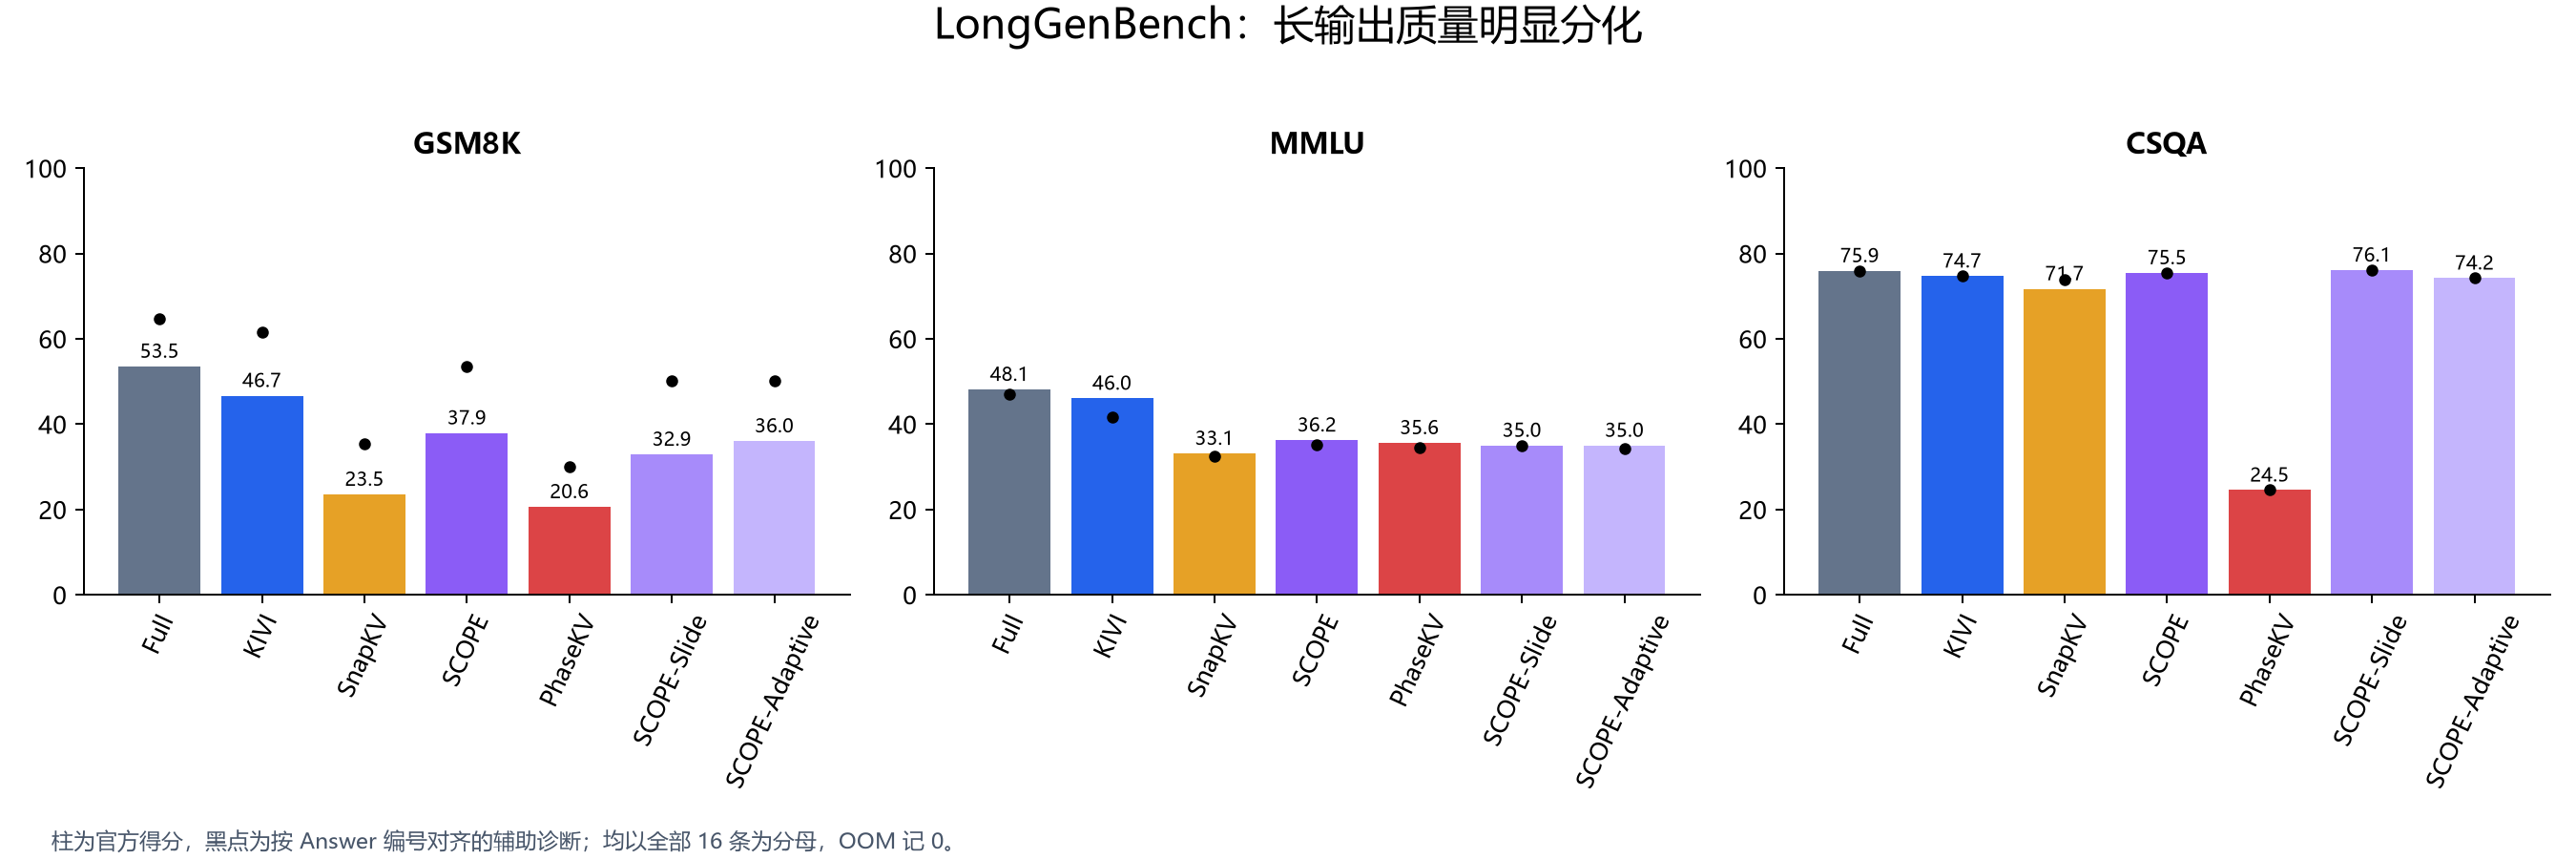 LongGenBench：长输出质量明显分化
GSM8K
100
80
60
40
20
0
53.5
46.7
23.5
37.9
20.6
32.9
36.0
Full
KIVI
SnapKV
SCOPE
PhaseKV
SCOPE-Slide
SCOPE-Adaptive
MMLU
100
80
60
40
20
0
48.1
46.0
33.1
36.2
35.6
35.0
35.0
Full
KIVI
SnapKV
SCOPE
PhaseKV
SCOPE-Slide
SCOPE-Adaptive
CSQA
100
80
60
40
20
0
75.9
74.7
71.7
75.5
24.5
76.1
74.2
Full
KIVI
SnapKV
SCOPE
PhaseKV
SCOPE-Slide
SCOPE-Adaptive
柱为官方得分，黑点为按 Answer 编号对齐的辅助诊断；均以全部 16 条为分母，OOM 记 0。